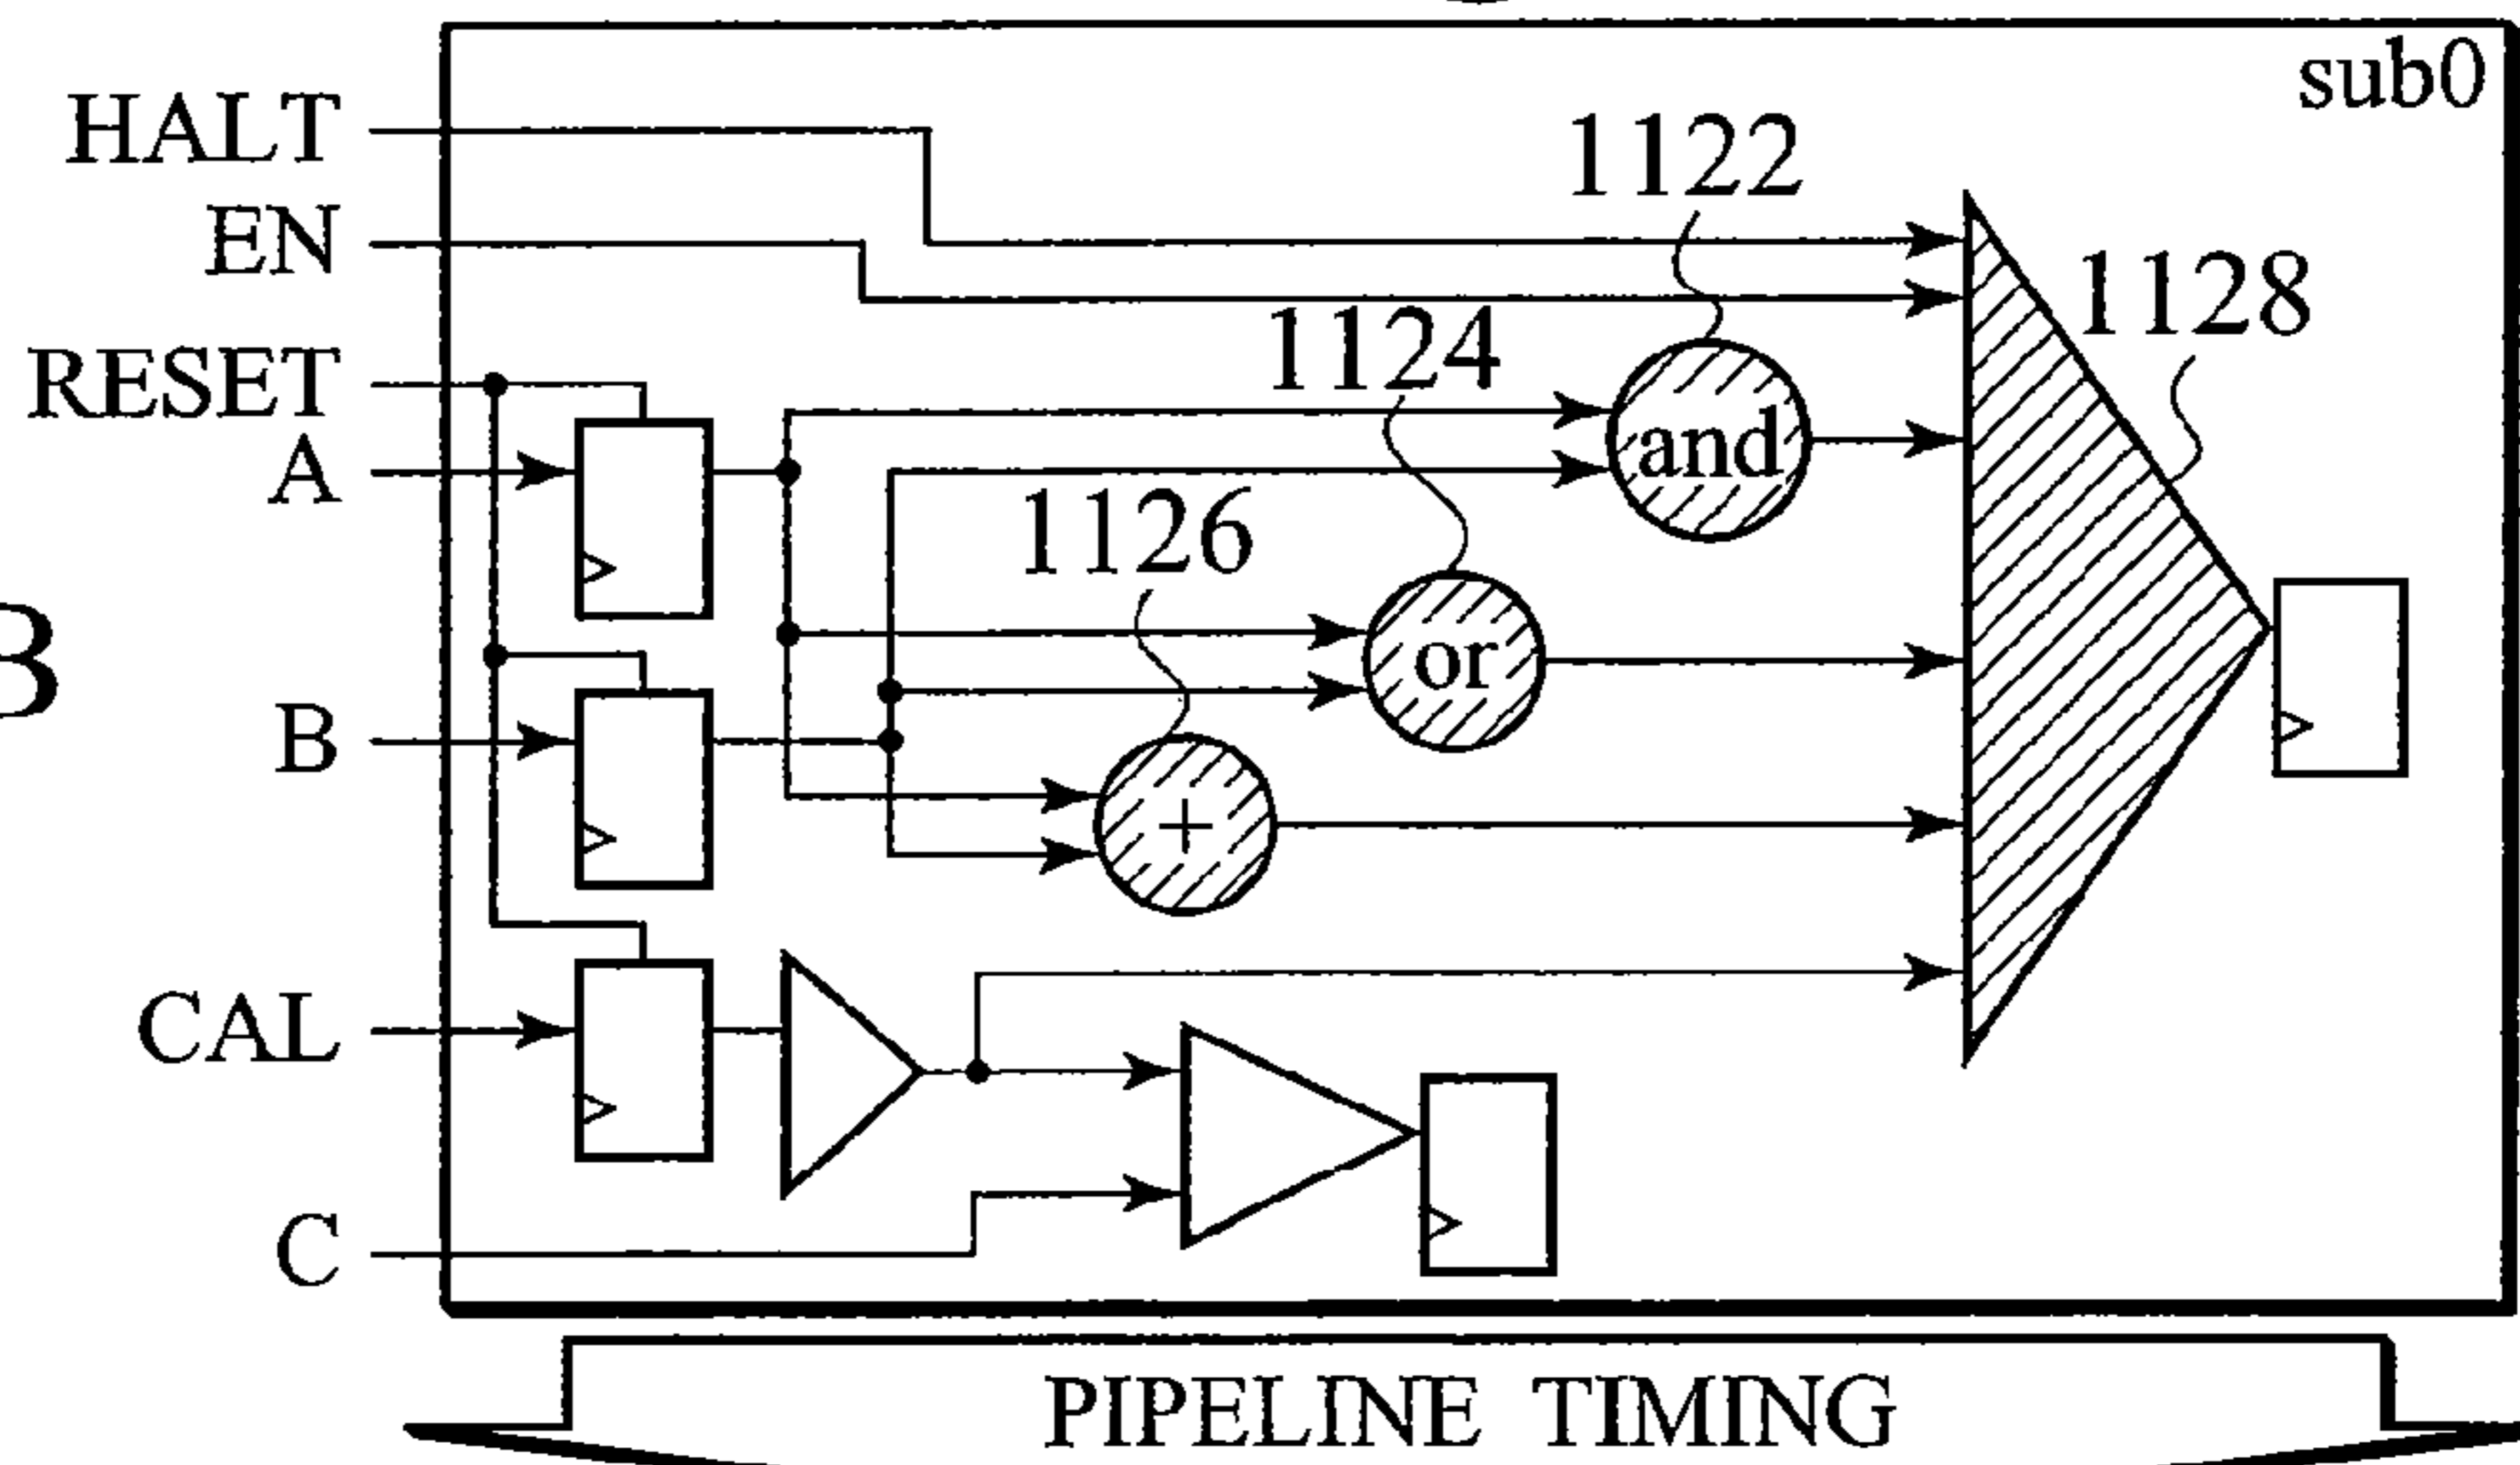 sub0
HALT
1122
EN
1128
1124
RESET
and
A
1126
or
B
B
+
CAL
C
PIPELINE TIMING